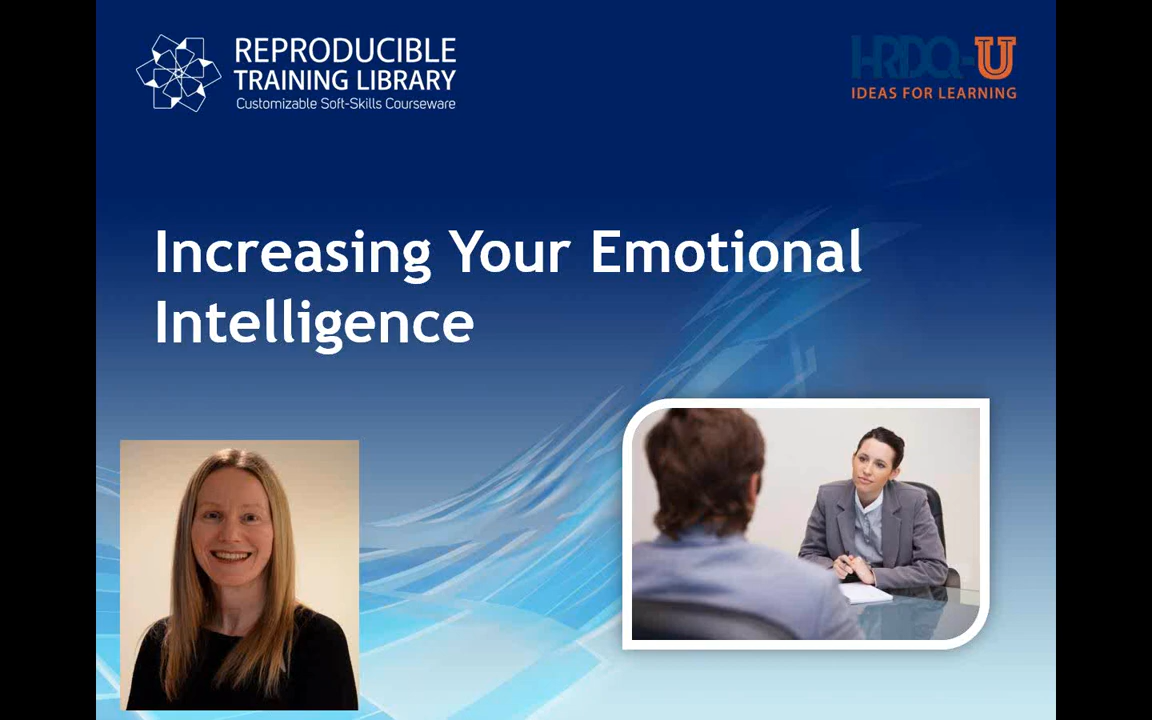 REPRODUCIBLE
TRAINING LIBRARY
Customizable Soft-Skills Courseware
HRDQ-U
IDEAS FOR LEARNING
Increasing Your Emotional
Intelligence